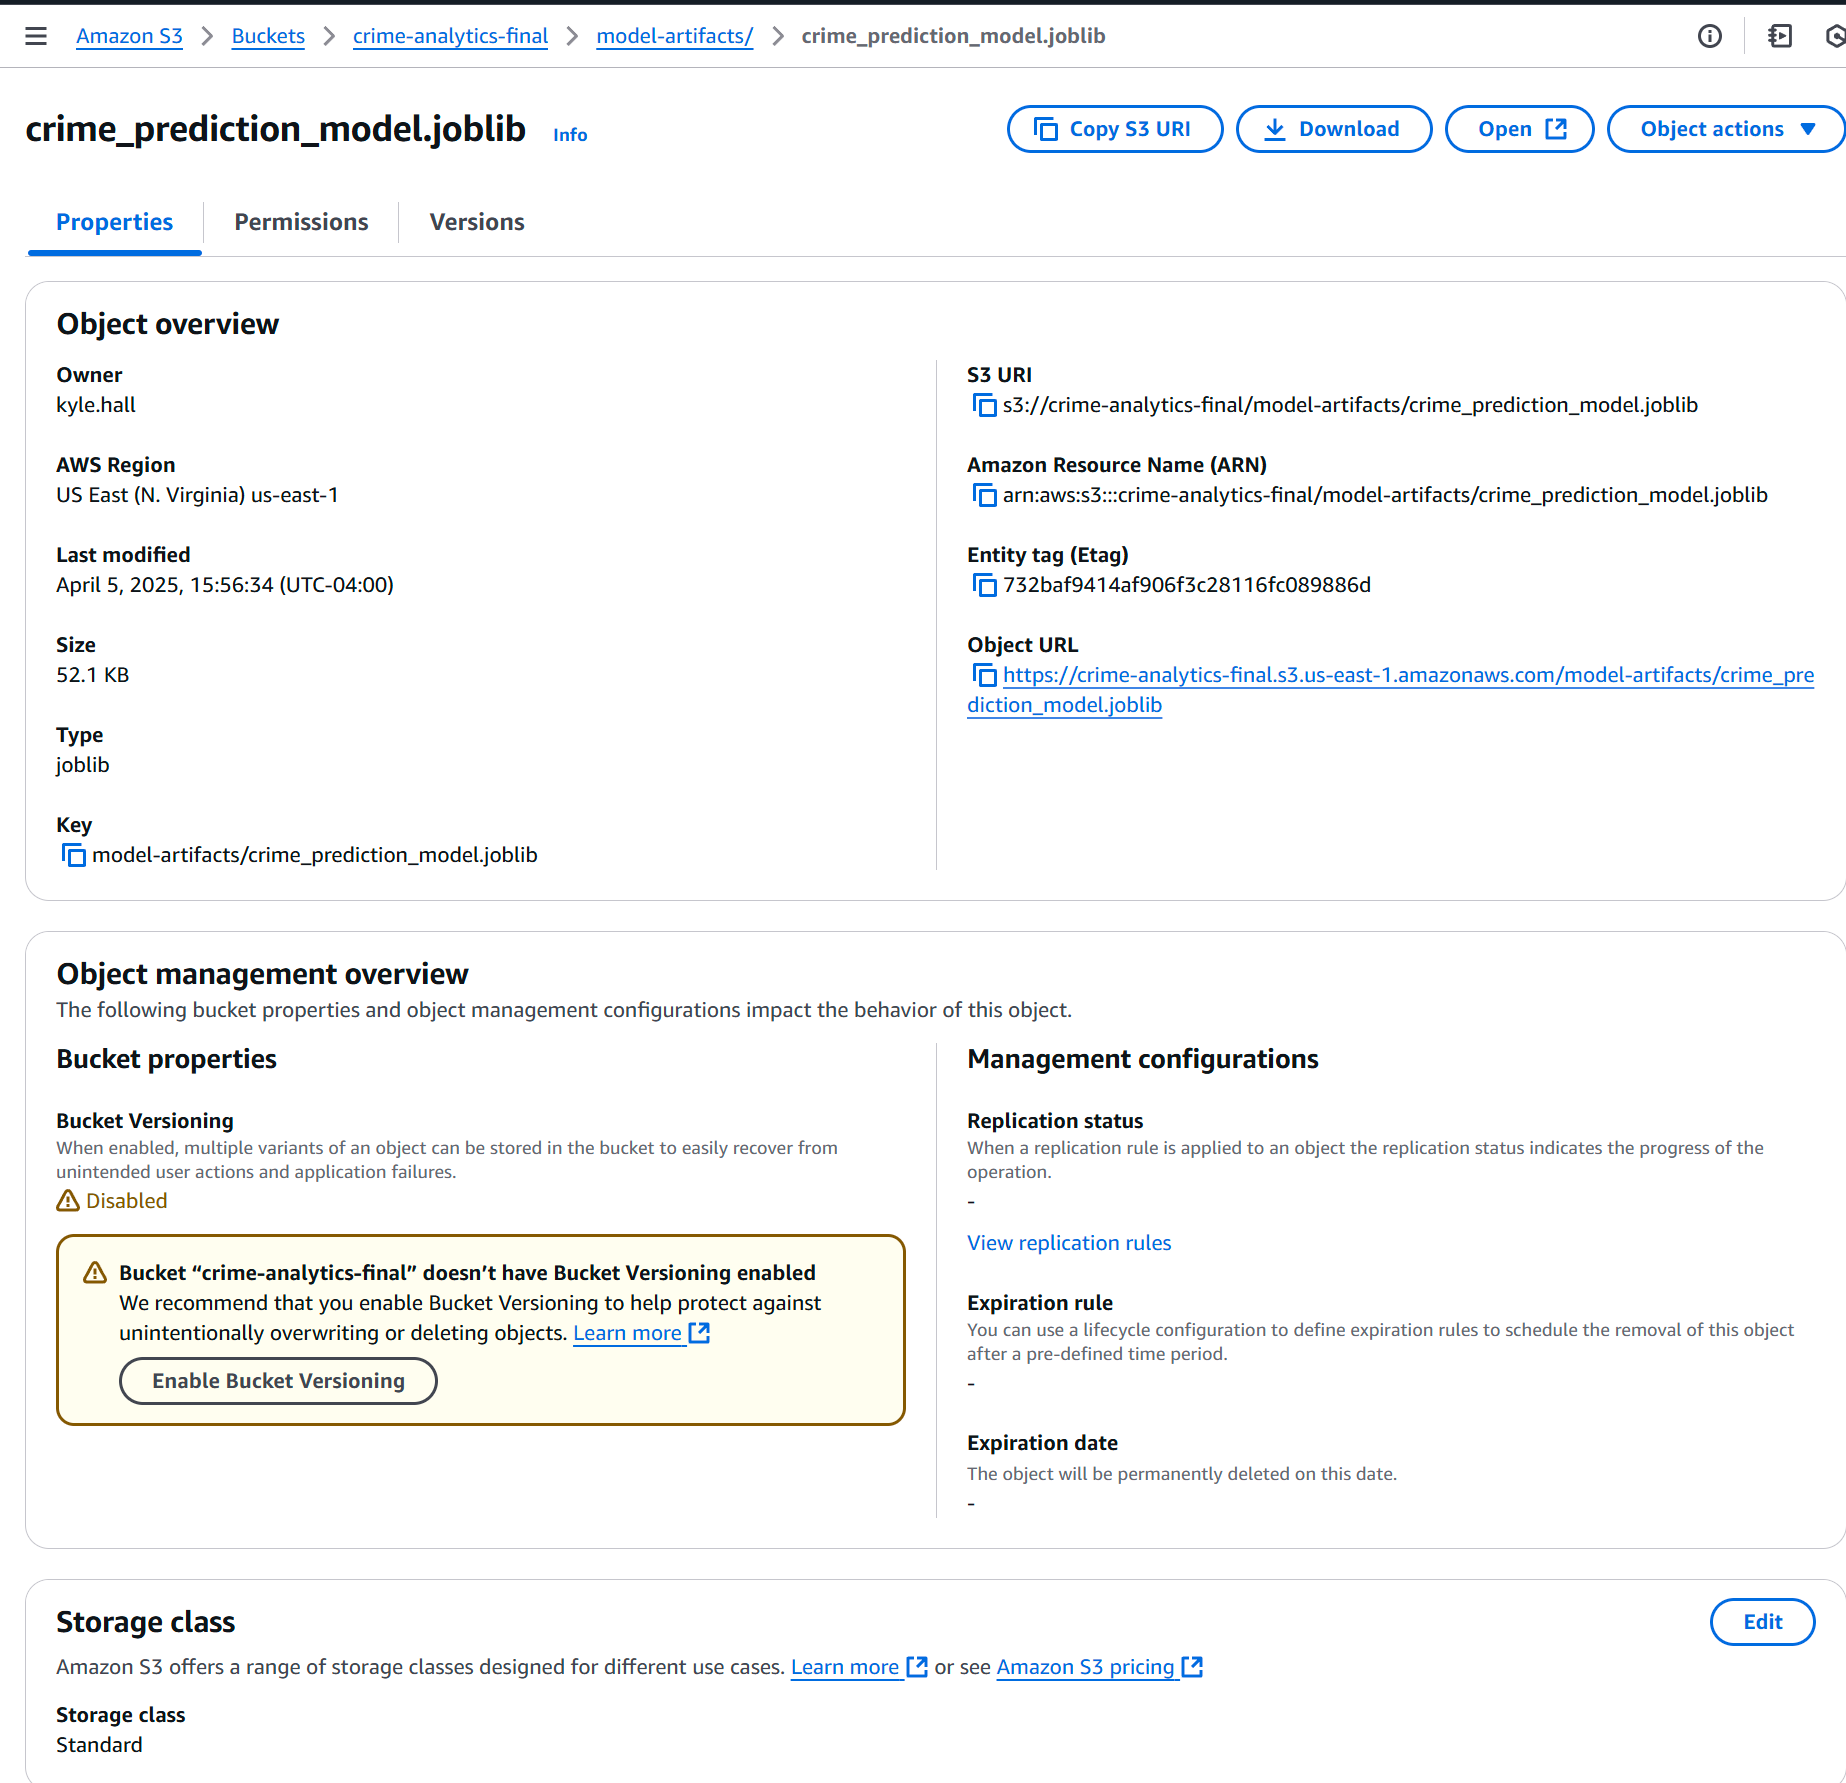 Amazon S3 > Buckets > crime-analytics-final > model-artifacts/ > crime_prediction_model.joblib
crime_prediction_model.joblib Info
Copy S3 URI Download Open Object actions
Properties Permissions Versions
Object overview
Owner
kyle.hall
AWS Region
US East (N. Virginia) us-east-1
Last modified
April 5, 2025, 15:56:34 (UTC-04:00)
Size
52.1 KB
Type
joblib
Key
model-artifacts/crime_prediction_model.joblib
S3 URI
s3://crime-analytics-final/model-artifacts/crime_prediction_model.joblib
Amazon Resource Name (ARN)
arn:aws:s3:::crime-analytics-final/model-artifacts/crime_prediction_model.joblib
Entity tag (Etag)
732baf9414af906f3c28116fc089886d
Object URL
https://crime-analytics-final.s3.us-east-1.amazonaws.com/model-artifacts/crime_pre
diction_model.joblib
Object management overview
The following bucket properties and object management configurations impact the behavior of this object.
Bucket properties
Bucket Versioning
When enabled, multiple variants of an object can be stored in the bucket to easily recover from
unintended user actions and application failures.
Disabled
Bucket “crime-analytics-final” doesn’t have Bucket Versioning enabled
We recommend that you enable Bucket Versioning to help protect against
unintentionally overwriting or deleting objects. Learn more
Enable Bucket Versioning
Management configurations
Replication status
When a replication rule is applied to an object the replication status indicates the progress of the
operation.
-
View replication rules
Expiration rule
You can use a lifecycle configuration to define expiration rules to schedule the removal of this object
after a pre-defined time period.
-
Expiration date
The object will be permanently deleted on this date.
-
Storage class
Edit
Amazon S3 offers a range of storage classes designed for different use cases. Learn more or see Amazon S3 pricing
Storage class
Standard